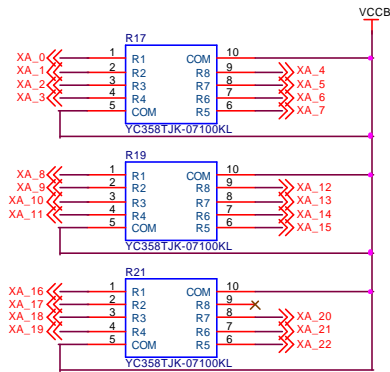 VCCB
R17
XA_0 1 R1 COM 10
XA_1 2 R2 R8 9 XA_4
XA_2 3 R3 R7 8 XA_5
XA_3 4 R4 R6 7 XA_6
5 COM R5 6 XA_7
YC358TJK-07100KL
R19
XA_8 1 R1 COM 10
XA_9 2 R2 R8 9 XA_12
XA_10 3 R3 R7 8 XA_13
XA_11 4 R4 R6 7 XA_14
5 COM R5 6 XA_15
YC358TJK-07100KL
R21
XA_16 1 R1 COM 10
XA_17 2 R2 R8 9
XA_18 3 R3 R7 8 XA_20
XA_19 4 R4 R6 7 XA_21
5 COM R5 6 XA_22
YC358TJK-07100KL